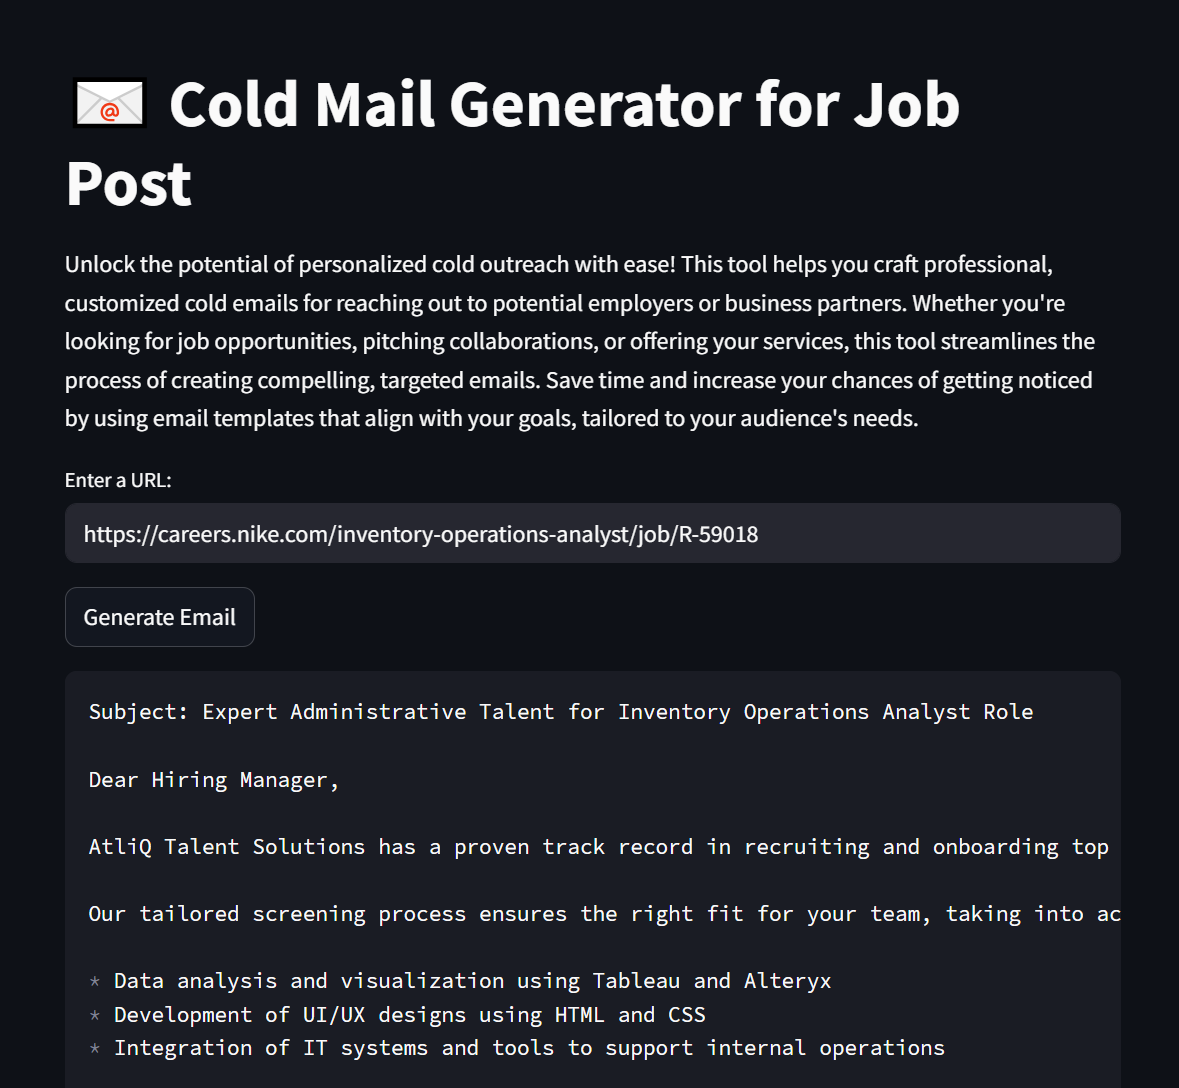 Cold Mail Generator for Job
Post
Unlock the potential of personalized cold outreach with ease! This tool helps you craft professional,
customized cold emails for reaching out to potential employers or business partners. Whether you're
looking for job opportunities, pitching collaborations, or offering your services, this tool streamlines the
process of creating compelling, targeted emails. Save time and increase your chances of getting noticed
by using email templates that align with your goals, tailored to your audience's needs.
Enter a URL:
https://careers.nike.com/inventory-operations-analyst/job/R-59018
Generate Email
Subject: Expert Administrative Talent for Inventory Operations Analyst Role
Dear Hiring Manager,
AtliQ Talent Solutions has a proven track record in recruiting and onboarding top
Our tailored screening process ensures the right fit for your team, taking into ac
* Data analysis and visualization using Tableau and Alteryx
* Development of UI/UX designs using HTML and CSS
* Integration of IT systems and tools to support internal operations